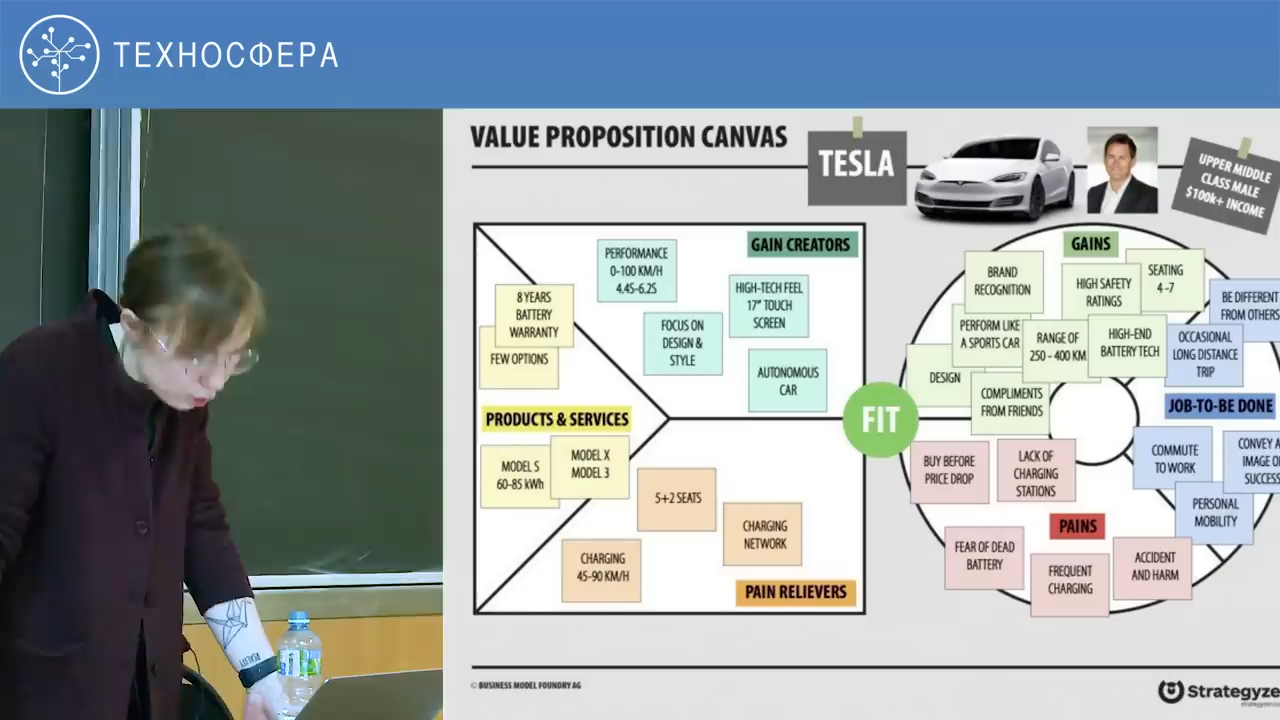 ТЕХНОСФЕРА
VALUE PROPOSITION CANVAS
TESLA
UPPER MIDDLE
CLASS MALE
$100k+ INCOME
GAIN CREATORS
PERFORMANCE
0-100 KM/H
4.4S-6.2S
HIGH-TECH FEEL
17” TOUCH
SCREEN
FOCUS ON
DESIGN &
STYLE
AUTONOMOUS
CAR
8 YEARS
BATTERY
WARRANTY
FEW OPTIONS
PRODUCTS & SERVICES
MODEL S
60-85 kWh
MODEL X
MODEL 3
5+2 SEATS
CHARGING
NETWORK
CHARGING
45-90 KM/H
PAIN RELIEVERS
FIT
GAINS
BRAND
RECOGNITION
HIGH SAFETY
RATINGS
SEATING
4 -7
PERFORM LIKE
A SPORTS CAR
RANGE OF
250 - 400 KM
HIGH-END
BATTERY TECH
DESIGN
COMPLIMENTS
FROM FRIENDS
BE DIFFERENT
FROM OTHERS
OCCASIONAL
LONG DISTANCE
TRIP
JOB-TO-BE DONE
COMMUTE
TO WORK
CONVEY A
IMAGE O
SUCCES
PERSONAL
MOBILITY
BUY BEFORE
PRICE DROP
LACK OF
CHARGING
STATIONS
PAINS
FEAR OF DEAD
BATTERY
FREQUENT
CHARGING
ACCIDENT
AND HARM
REALITY
© BUSINESS MODEL FOUNDRY AG
Strategyze